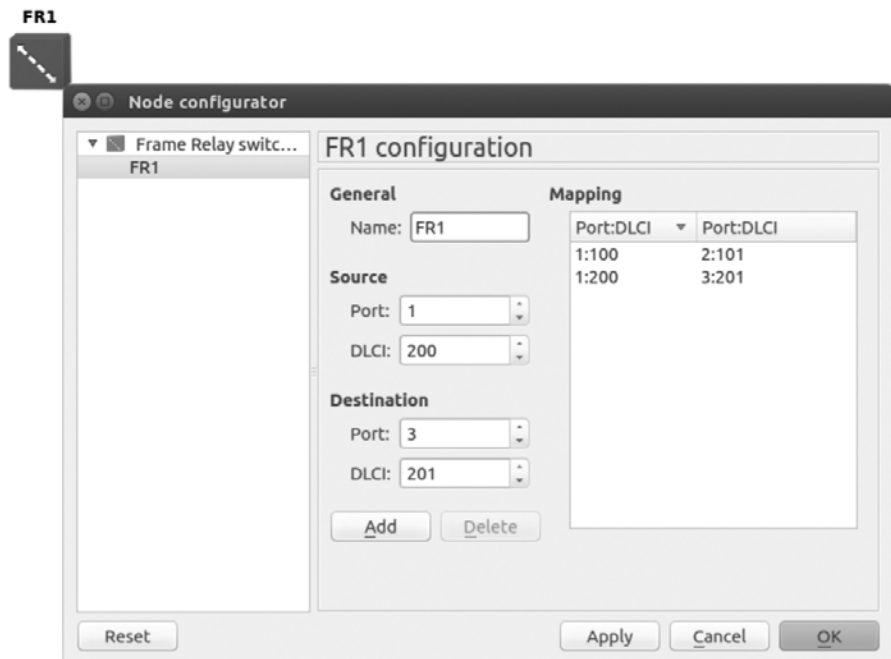 FR1
Node configurator
Frame Relay switc...
FR1
FR1 configuration
General
Name: FR1
Source
Port: 1
DLCI: 200
Destination
Port: 3
DLCI: 201
Add Delete
Mapping
Port:DLCI Port:DLCI
1:100 2:101
1:200 3:201
Reset Apply Cancel OK